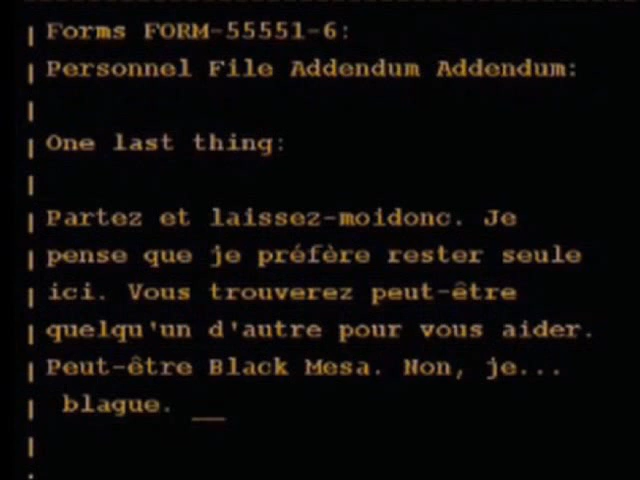 Forms FORM-55551-6:
Personnel File Addendum Addendum:
One last thing:
Partez et laissez-moidonc. Je
pense que je préfère rester seule
ici. Vous trouverez peut-être
quelqu'un d'autre pour vous aider.
Peut-être Black Mesa. Non, je...
blague. __